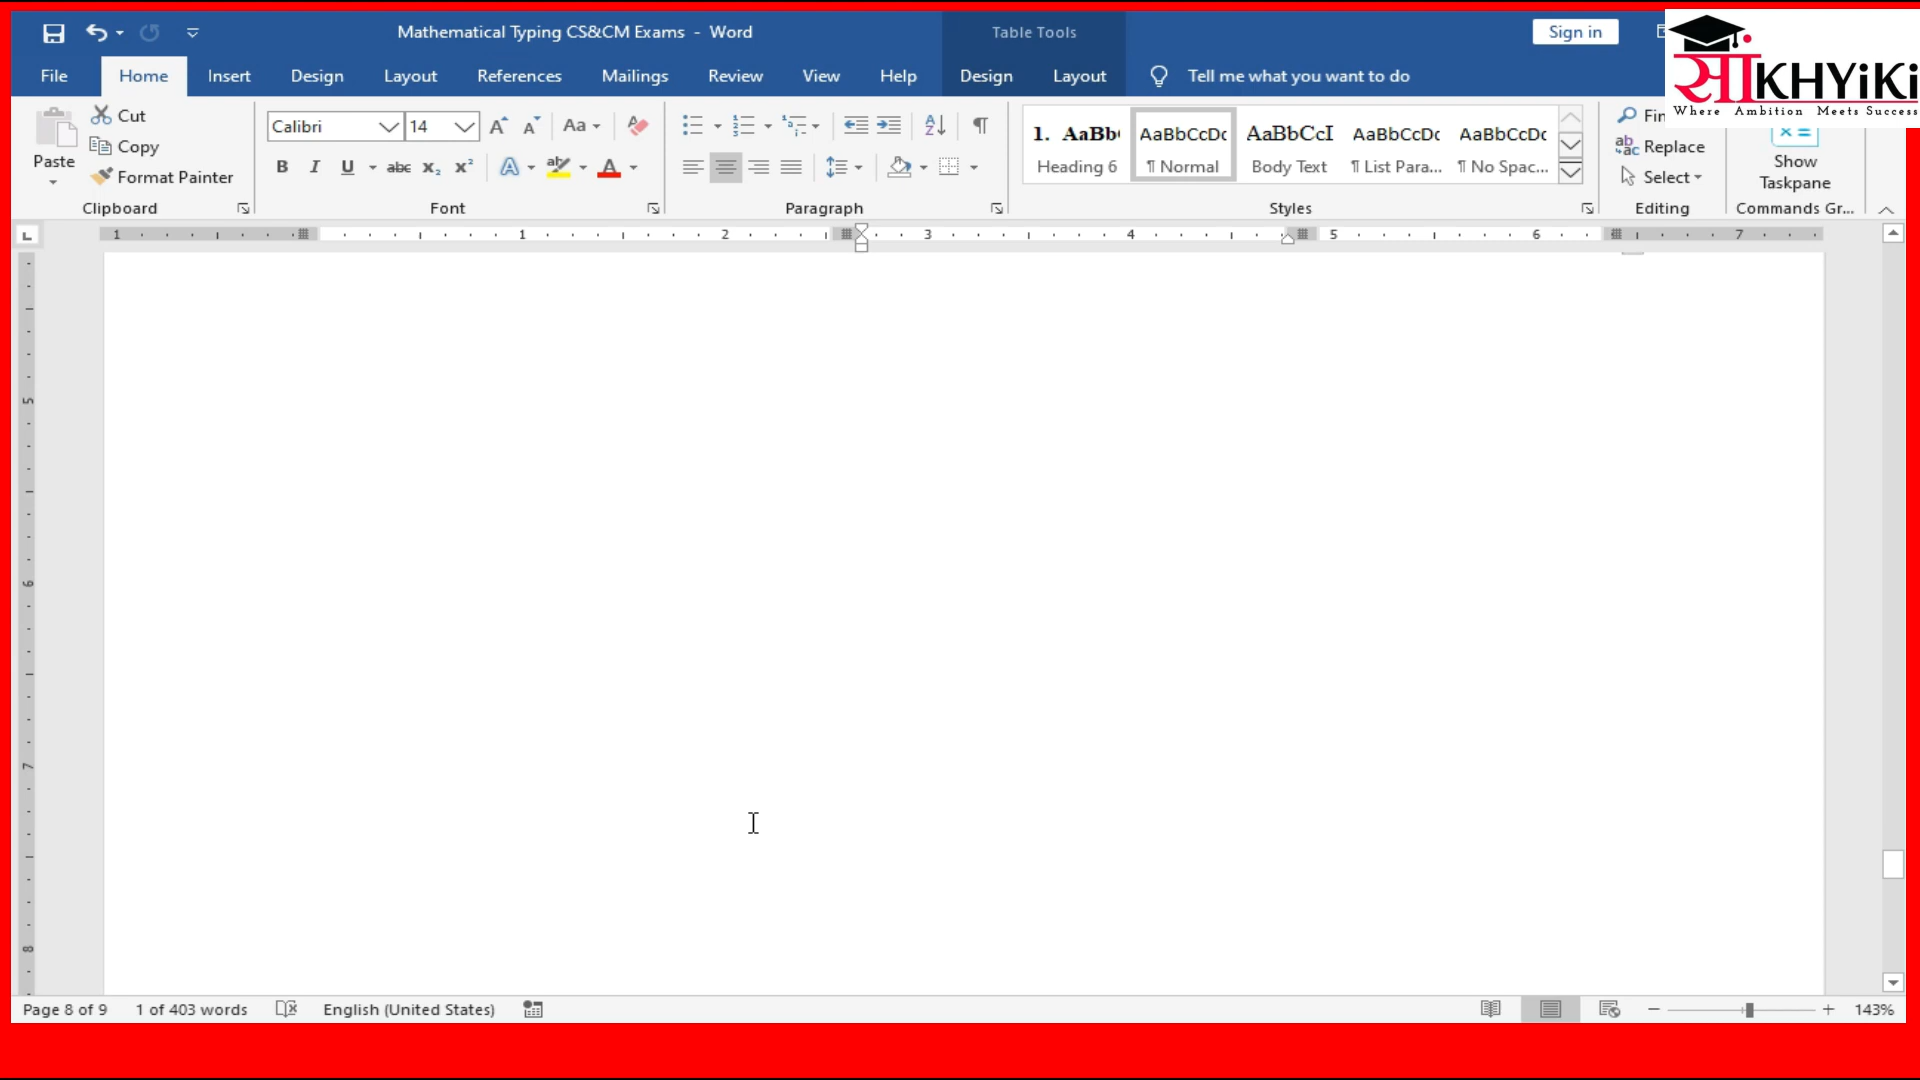 Mathematical Typing CS&CM Exams - Word
Table Tools
Sign in
File Home Insert Design Layout References Mailings Review View Help Design Layout Tell me what you want to do
सांKHYiKi
Where Ambition Meets Success
Paste
Cut
Copy
Format Painter
Clipboard
Calibri 14
Font
Paragraph
1. AaBb AaBbCcDc AaBbCcI AaBbCcDc AaBbCcDc
Heading 6 ¶ Normal Body Text ¶ List Para... ¶ No Spac...
Styles
Replace
Select
Editing
Show Taskpane
Commands Gr...
1 1 2 3 4 5 6 7
5
6
7
8
Page 8 of 9 1 of 403 words English (United States) 143%